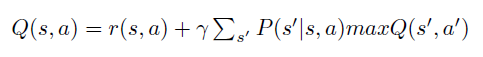 Q(s, a) = r(s, a) + γ∑ₛ′ P(s′|s, a)maxQ(s′, a′)